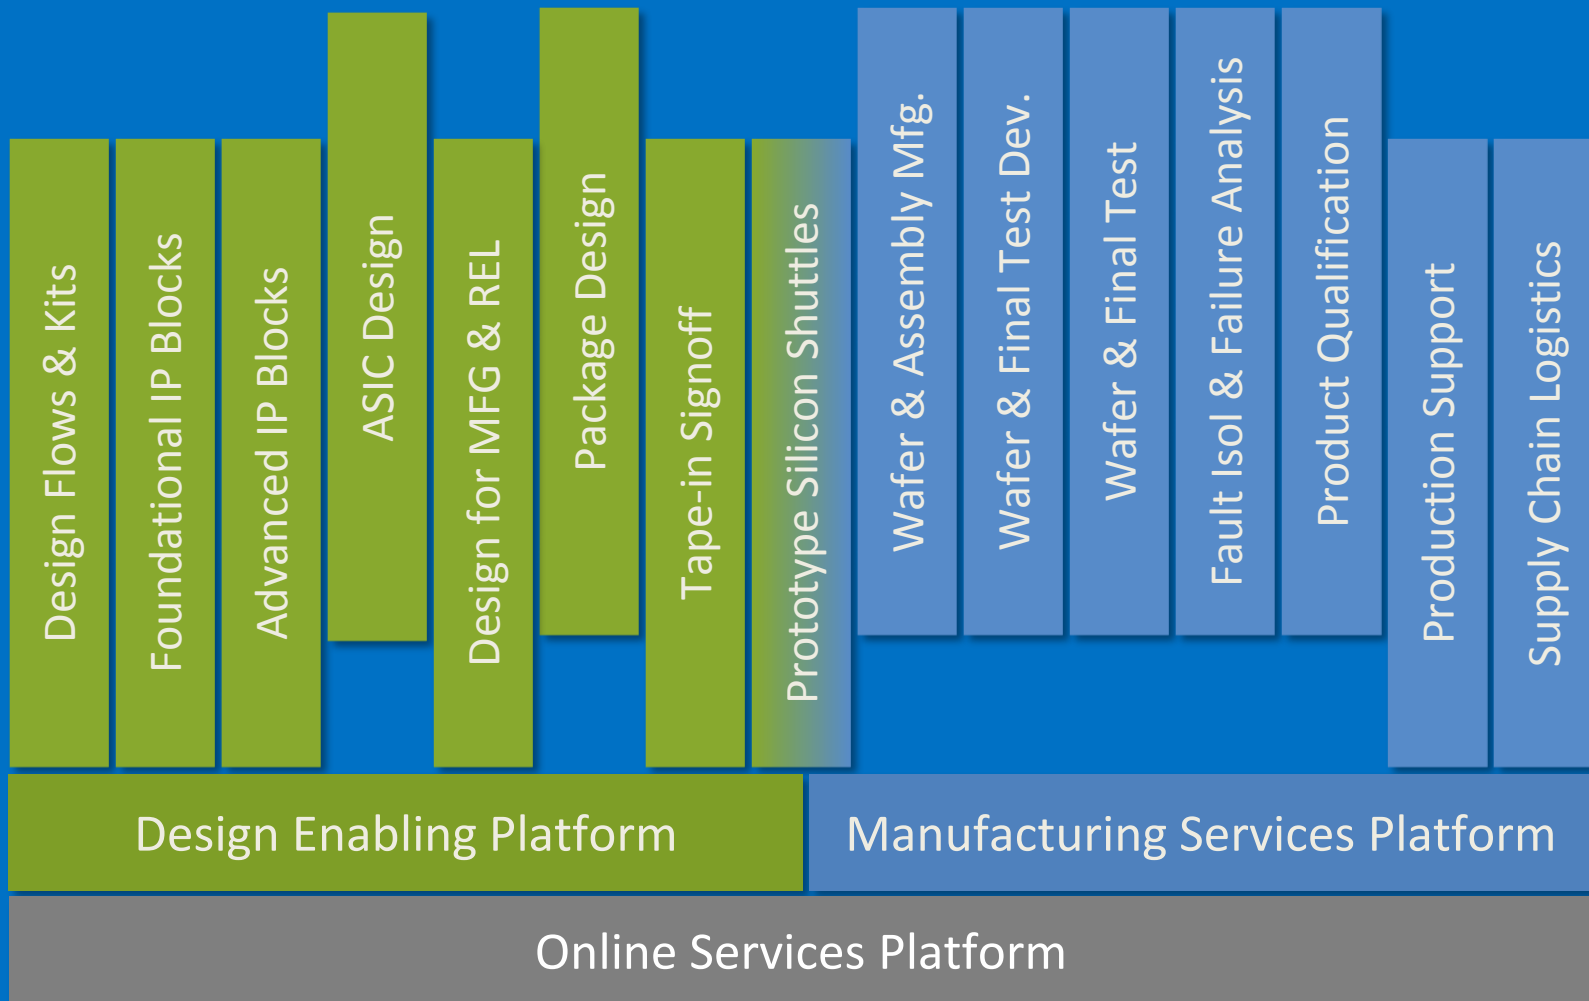 Design Flows & Kits
Foundational IP Blocks
Advanced IP Blocks
ASIC Design
Design for MFG & REL
Package Design
Tape-in Signoff
Prototype Silicon Shuttles
Wafer & Assembly Mfg.
Wafer & Final Test Dev.
Wafer & Final Test
Fault Isol & Failure Analysis
Product Qualification
Production Support
Supply Chain Logistics
Design Enabling Platform
Manufacturing Services Platform
Online Services Platform